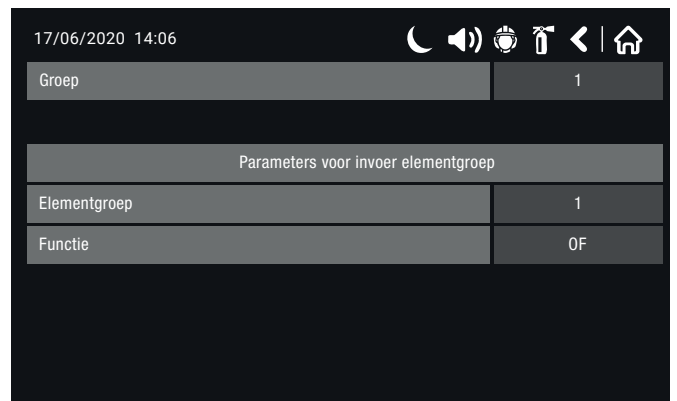 17/06/2020 14:06
Groep 1
Parameters voor invoer elementgroep
Elementgroep 1
Functie OF